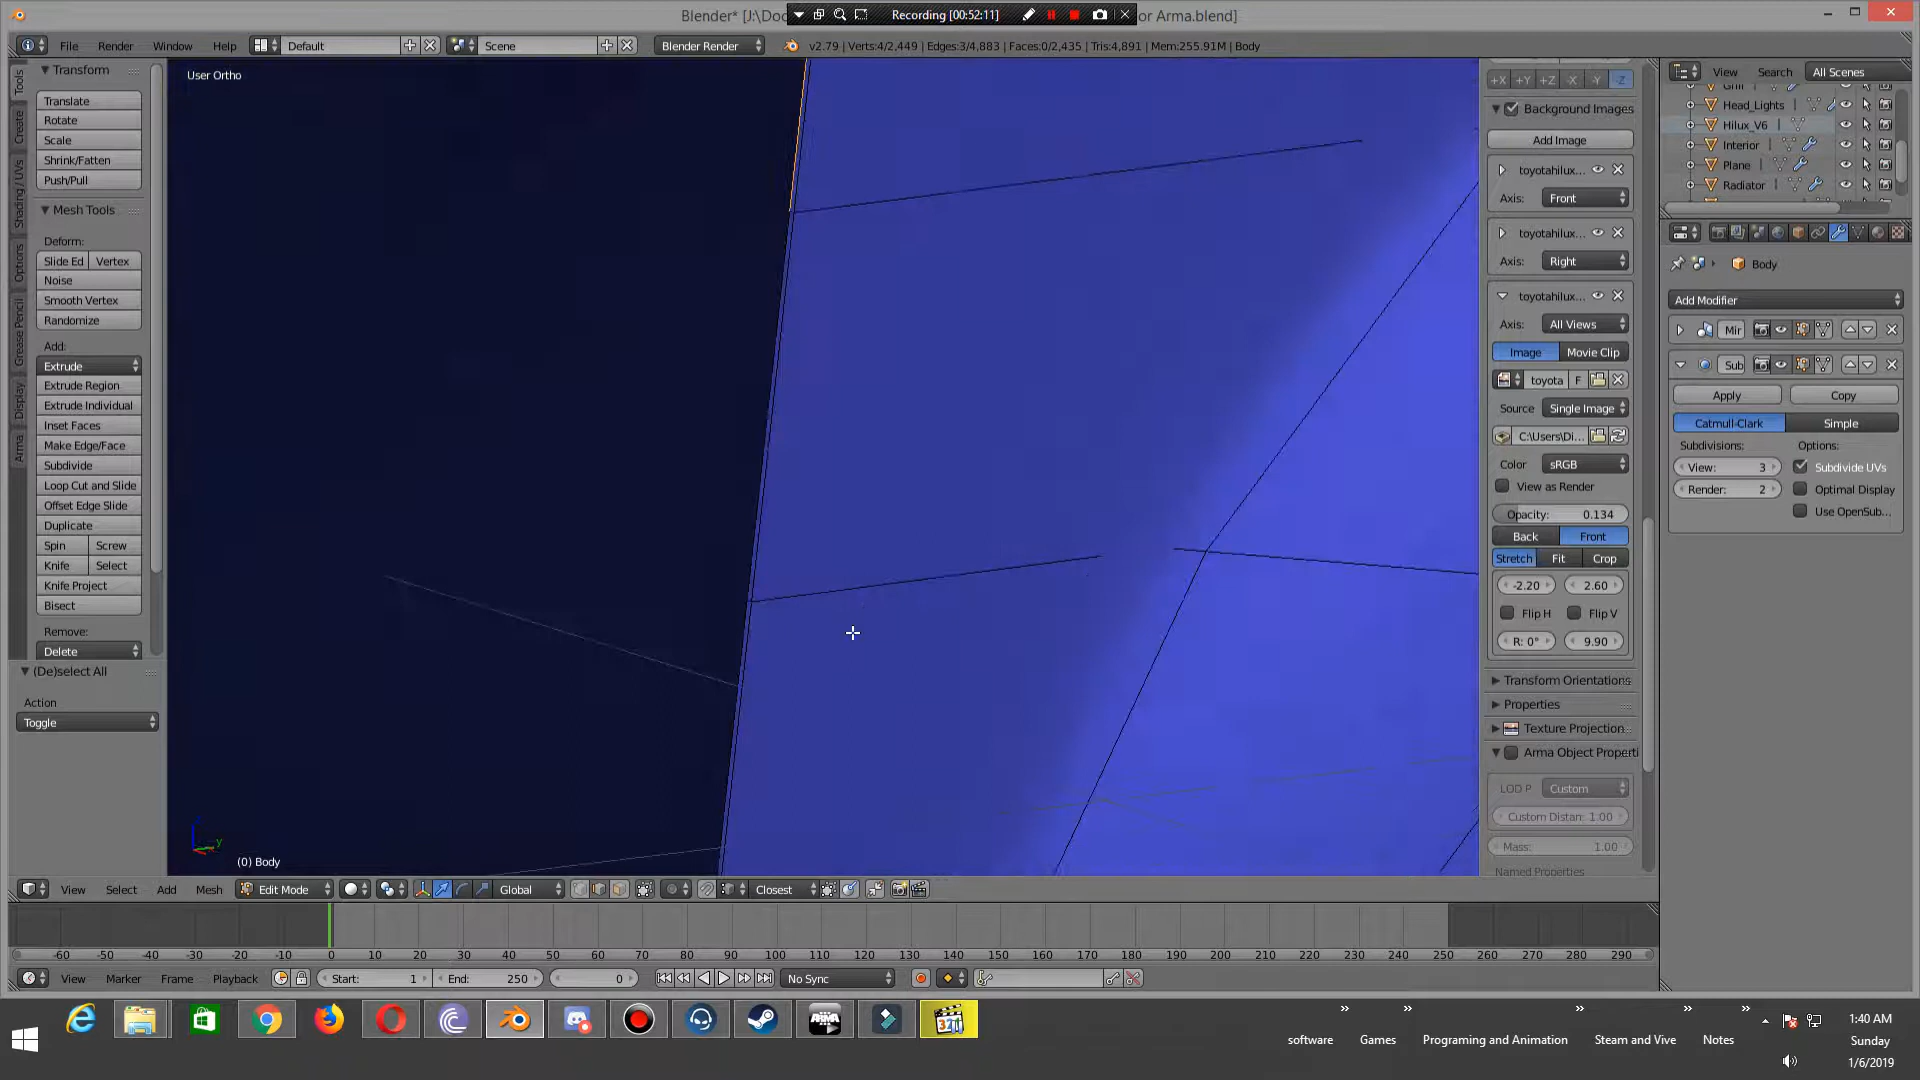 Blender* [J:\Doc
Recording [00:52:11]
or Arma.blend]
File Render Window Help Default Scene Blender Render v2.79 | Verts:4/2,449 | Edges:3/4,883 | Faces:0/2,435 | Tris:4,891 | Mem:255.91M | Body
Tools
Create
Shading / UVs
Options
Grease Pencil
Display
Arma
Transform
Translate
Rotate
Scale
Shrink/Fatten
Push/Pull
Mesh Tools
Deform:
Slide Ed Vertex
Noise
Smooth Vertex
Randomize
Add:
Extrude
Extrude Region
Extrude Individual
Inset Faces
Make Edge/Face
Subdivide
Loop Cut and Slide
Offset Edge Slide
Duplicate
Spin Screw
Knife Select
Knife Project
Bisect
Remove:
Delete
(De)select All
Action
Toggle
User Ortho
y
(0) Body
+X +Y +Z -X -Y -Z
Background Images
Add Image
toyotahilux...
Axis: Front
toyotahilux...
Axis: Right
toyotahilux...
Axis: All Views
Image Movie Clip
toyota F
Source Single Image
C:\Users\Di...
Color sRGB
View as Render
Opacity: 0.134
Back Front
Stretch Fit Crop
-2.20 2.60
Flip H Flip V
R: 0° 9.90
Transform Orientations
Properties
Texture Projection
Arma Object Properti
LOD P Custom
Custom Distan: 1.00
Mass: 1.00
Named Properties
View Search All Scenes
Grill
Head_Lights
Hilux_V6
Interior
Plane
Radiator
Body
Add Modifier
Mir
Sub
Apply Copy
Catmull-Clark Simple
Subdivisions: Options:
View: 3 Subdivide UVs
Render: 2 Optimal Display
Use OpenSub...
View Select Add Mesh Edit Mode Global Closest
-60 -50 -40 -30 -20 -10 0 10 20 30 40 50 60 70 80 90 100 110 120 130 140 150 160 170 180 190 200 210 220 230 240 250 260 270 280 290
View Marker Frame Playback Start: 1 End: 250 0 No Sync
software Games Programing and Animation Steam and Vive Notes
1:40 AM
Sunday
1/6/2019